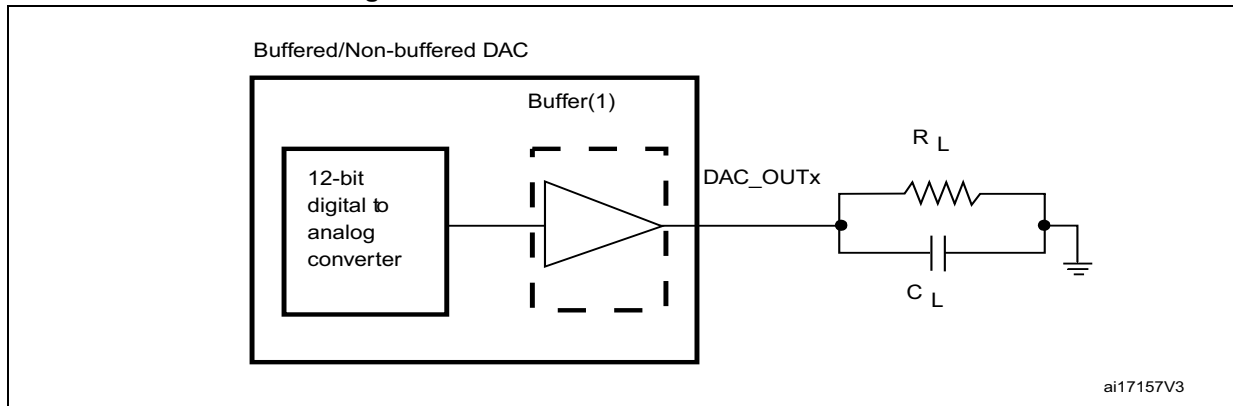 Buffered/Non-buffered DAC
Buffer(1)
12-bit
digital to
analog
converter
DAC_OUTx
R L
C L
ai17157V3